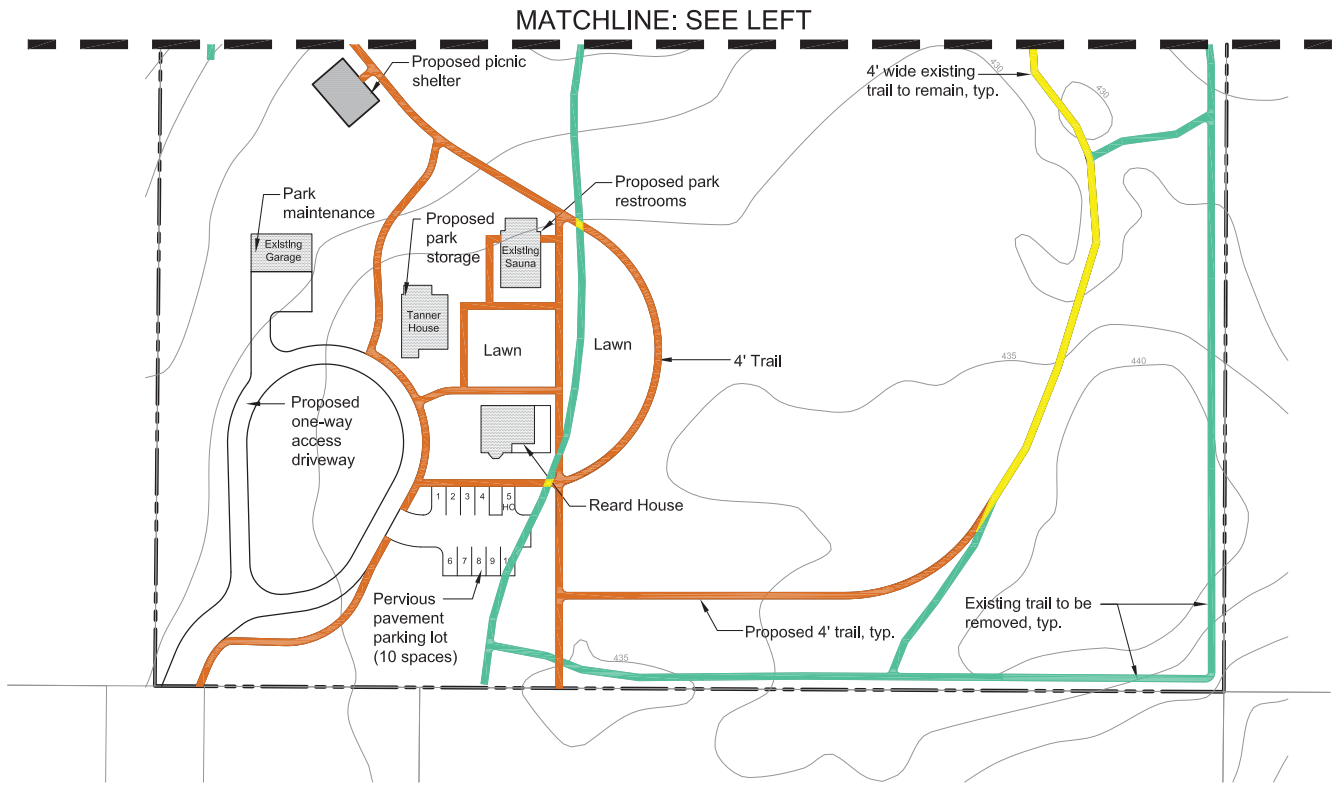 MATCHLINE: SEE LEFT
Proposed picnic
shelter
4' wide existing
trail to remain, typ.
430
430
Park
maintenance
Existing
Garage
Proposed
park
storage
Proposed park
restrooms
Existing
Sauna
Tanner
House
Lawn
Lawn
4' Trail
435
440
Proposed
one-way
access
driveway
1
2
3
4
5
HC
Reard House
6
7
8
9
Pervious
pavement
parking lot
(10 spaces)
Proposed 4' trail, typ.
Existing trail to be
removed, typ.
435